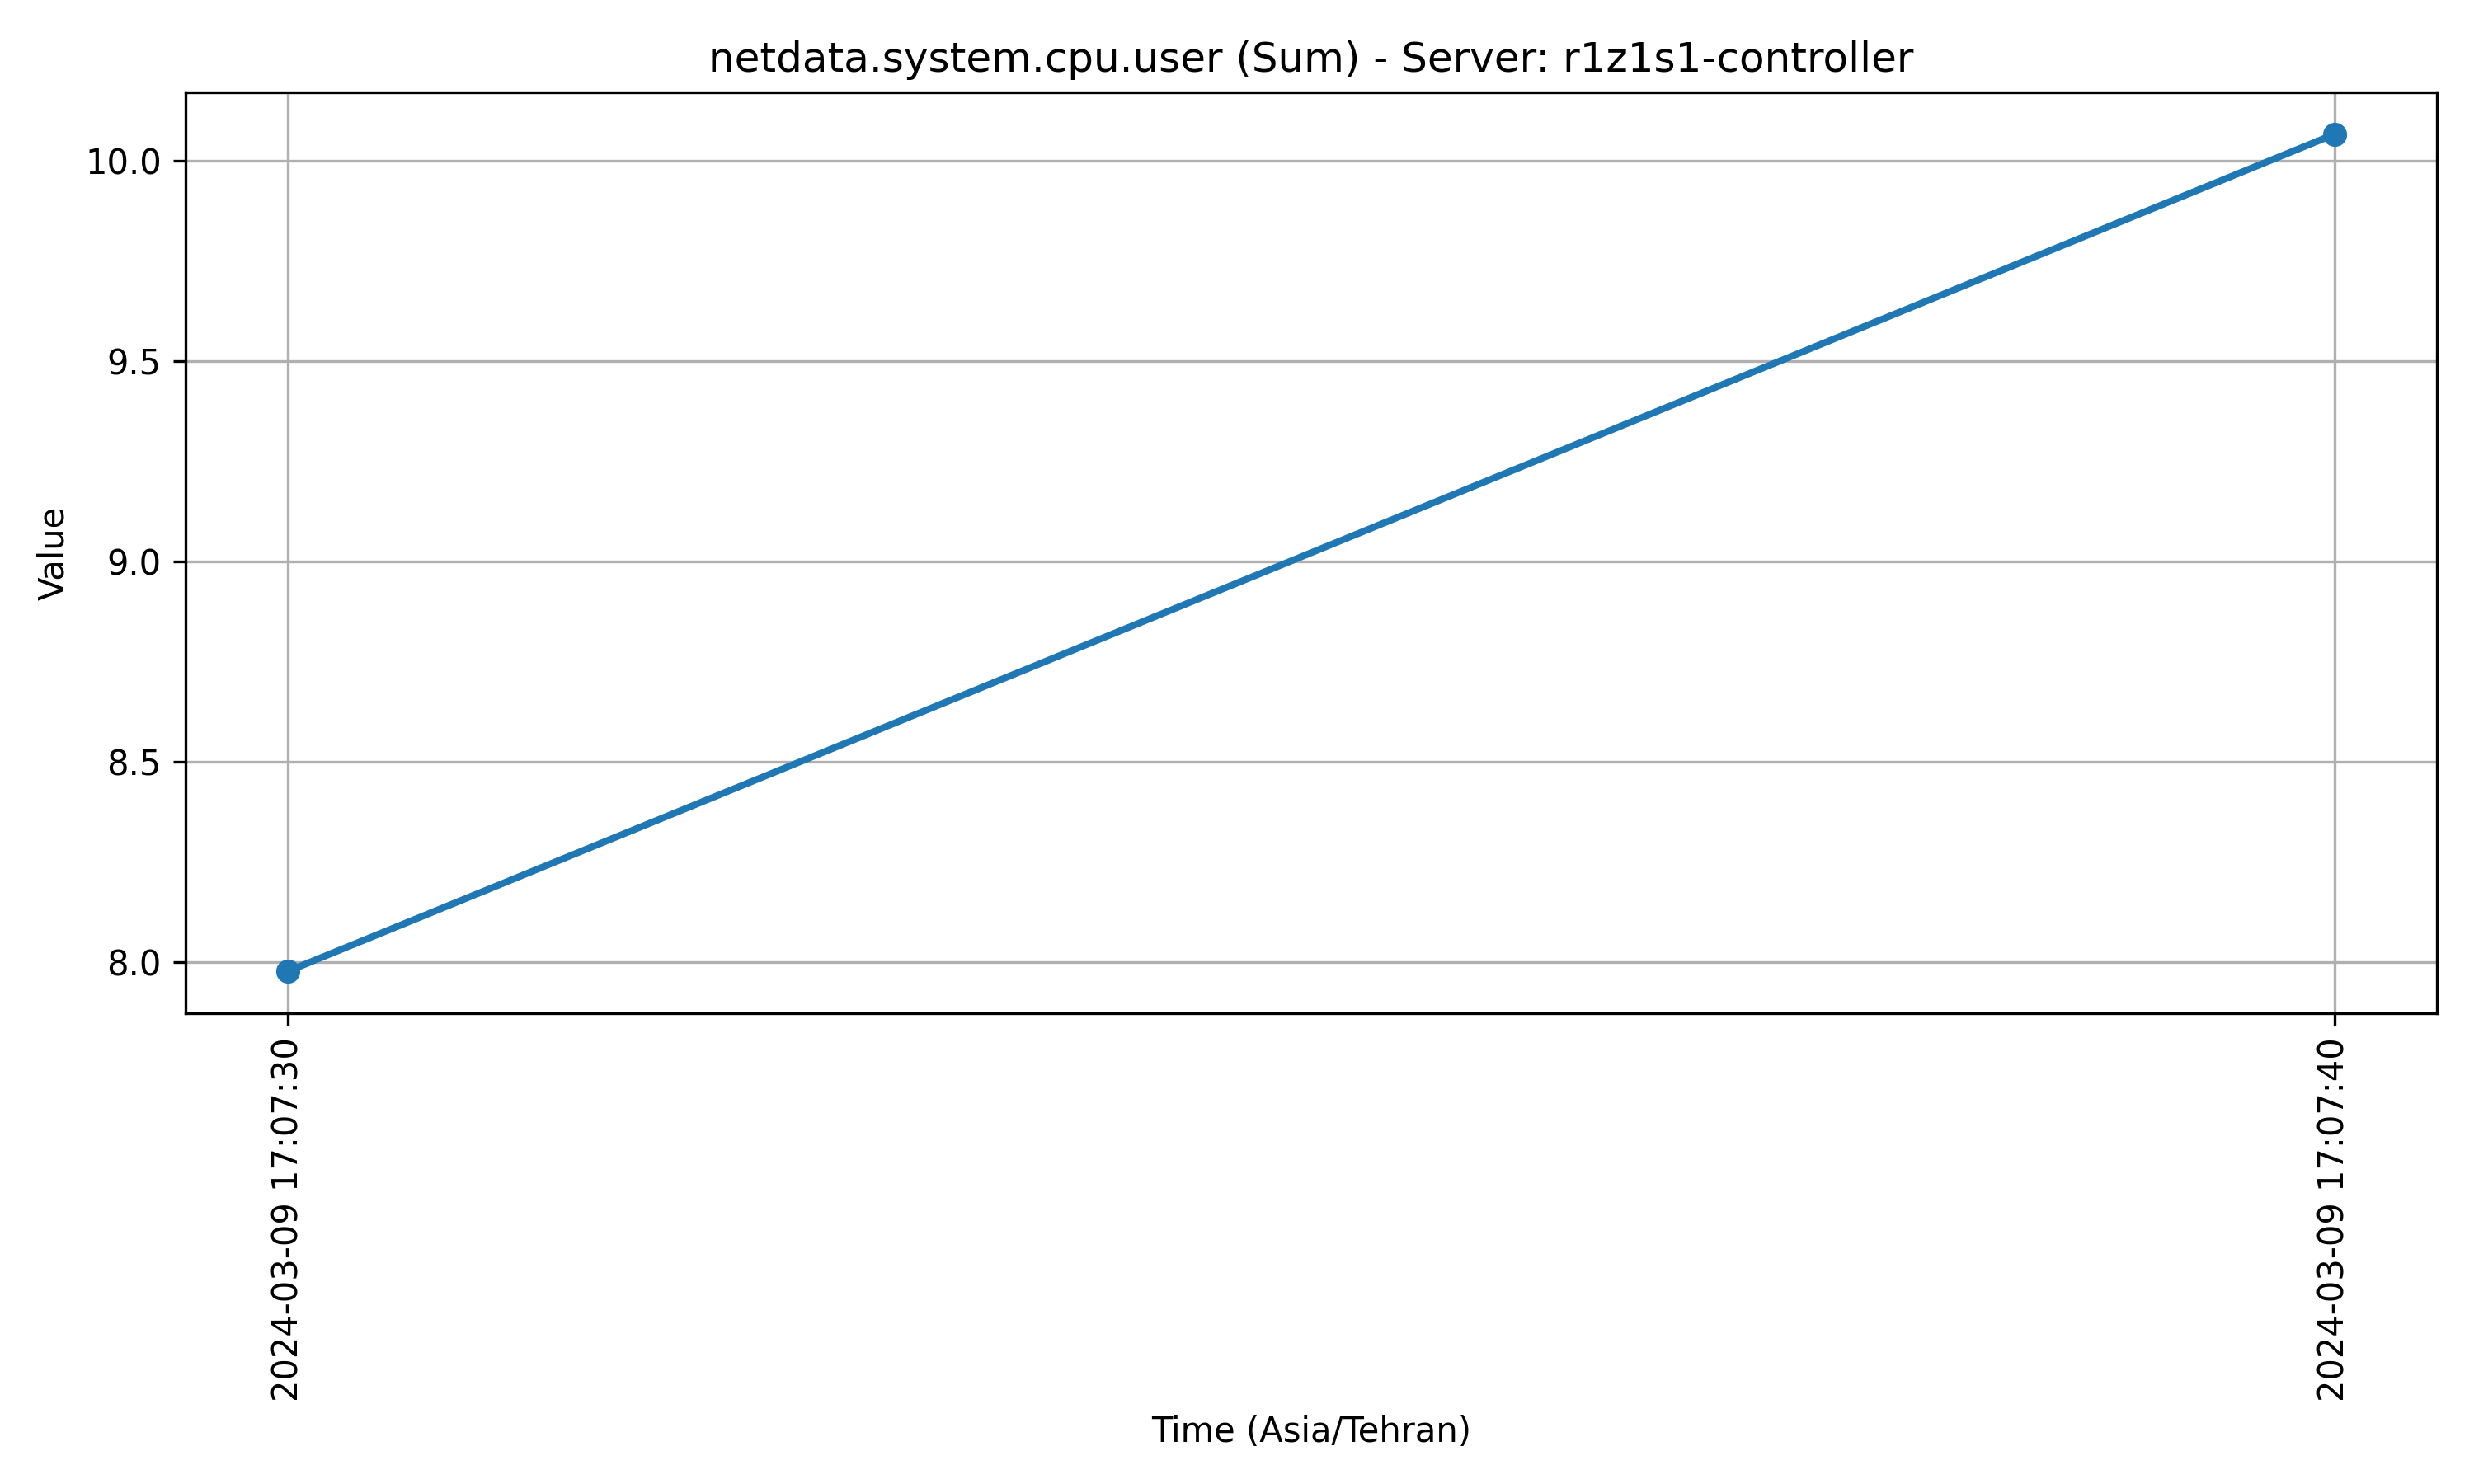 netdata.system.cpu.user (Sum) - Server: r1z1s1-controller
10.0
9.5
9.0
8.5
8.0
Value
2024-03-09 17:07:30
2024-03-09 17:07:40
Time (Asia/Tehran)